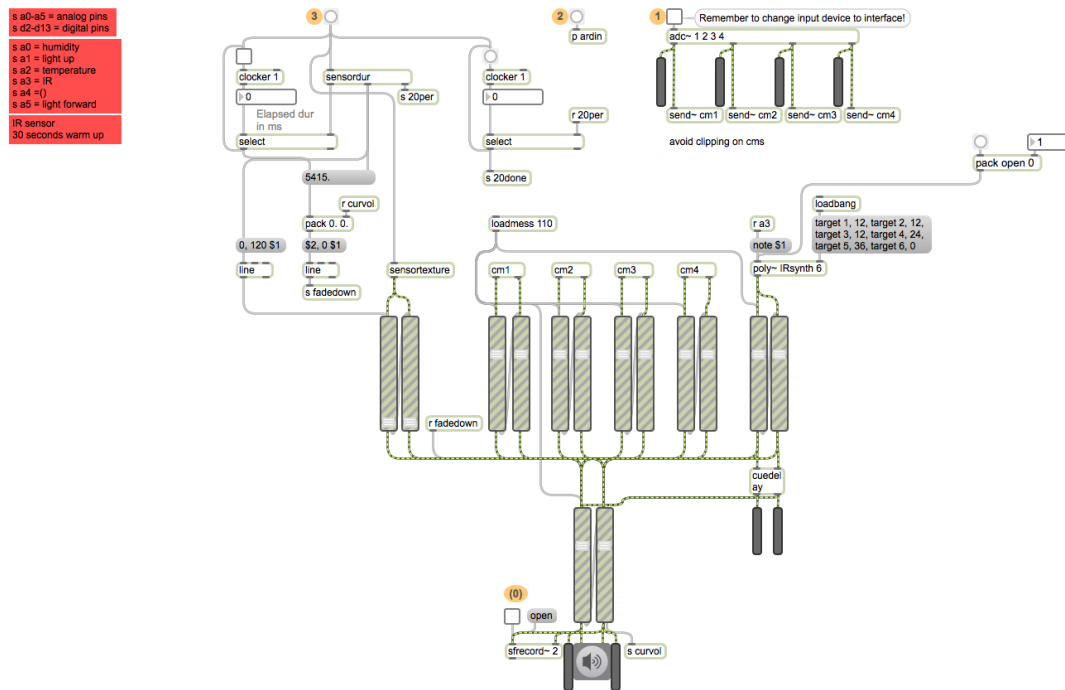 s a0-a5 = analog pins
s d2-d13 = digital pins
s a0 = humidity
s a1 = light up
s a2 = temperature
s a3 = IR
s a4 =()
s a5 = light forward
IR sensor
30 seconds warm up
3
2
1
Remember to change input device to interface!
p ardin
adc~ 1 2 3 4
clocker 1
sensordur
clocker 1
0
s 20per
0
Elapsed dur
in ms
r 20per
send~ cm1
send~ cm2
send~ cm3
send~ cm4
select
select
avoid clipping on cms
1
pack open 0
5415.
s 20done
r curvol
loadbang
pack 0. 0.
loadmess 110
r a3
target 1, 12, target 2, 12,
target 3, 12, target 4, 24,
target 5, 36, target 6, 0
0, 120 $1
$2, 0 $1
note $1
line
line
sensortexture
cm1
cm2
cm3
cm4
poly~ IRsynth 6
s fadedown
r fadedown
cuedel
ay
(0)
open
sfrecord~ 2
s curvol